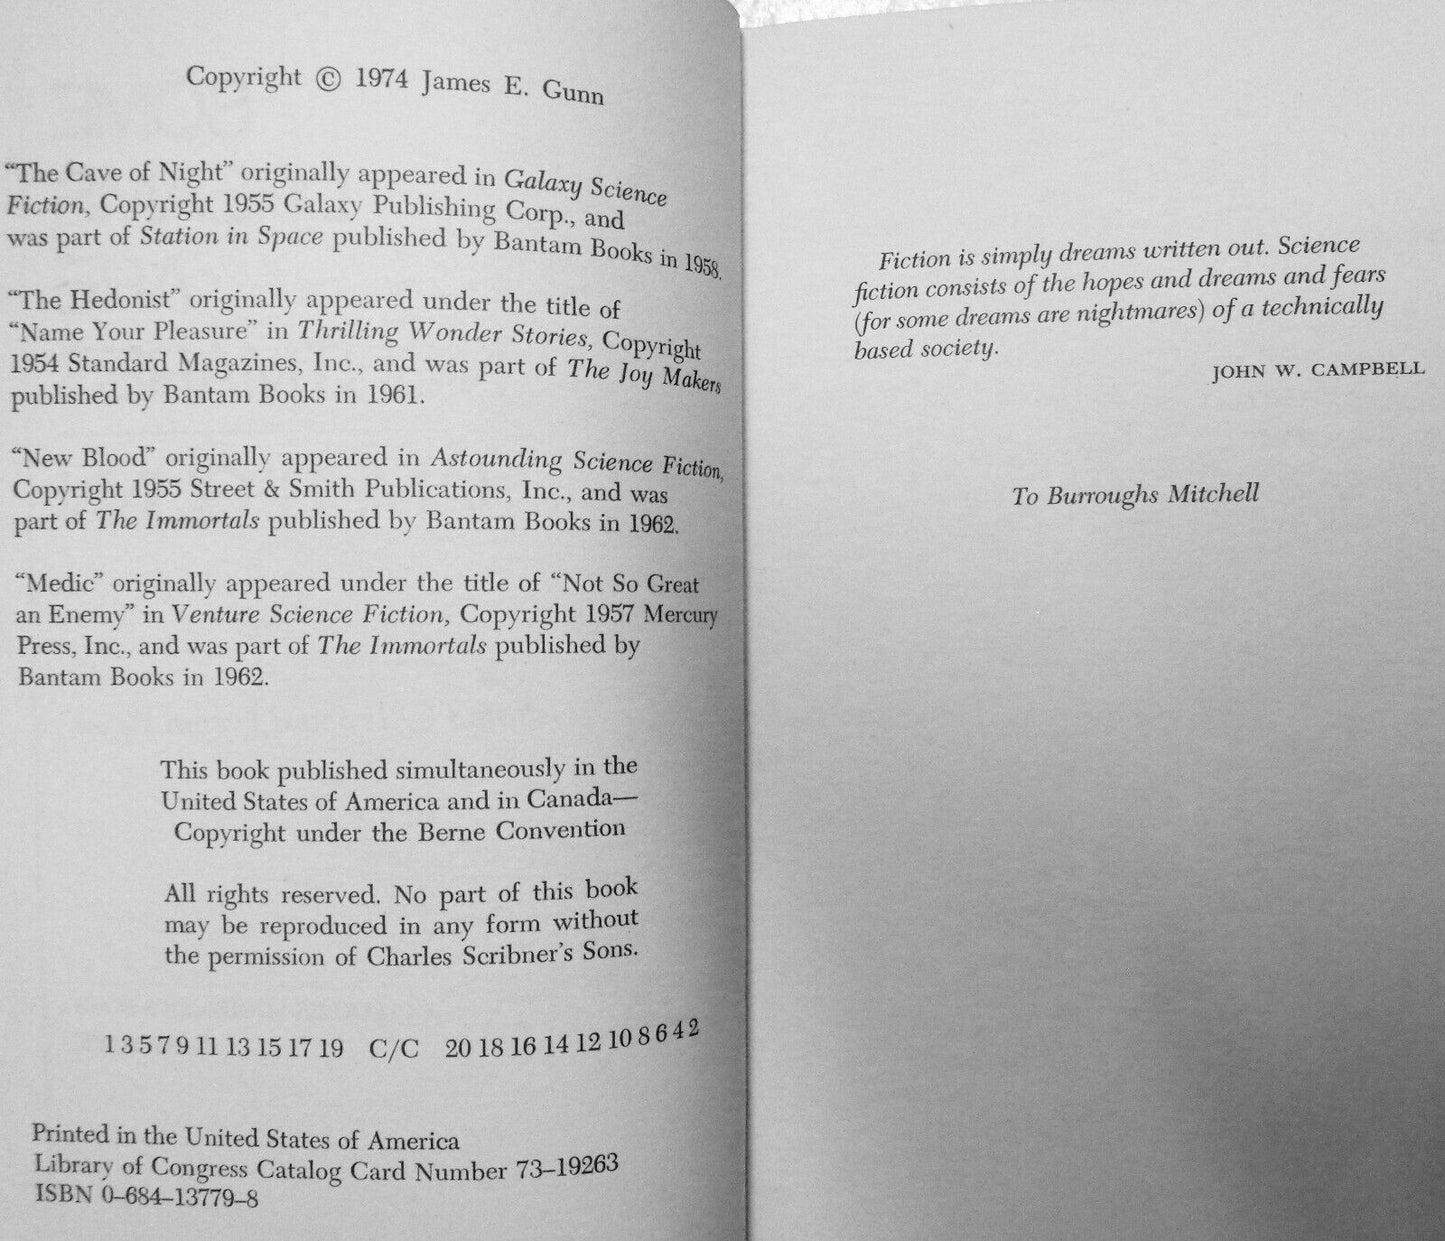 Copyright © 1974 James E. Gunn
“The Cave of Night” originally appeared in Galaxy Science
Fiction, Copyright 1955 Galaxy Publishing Corp., and
was part of Station in Space published by Bantam Books in 1958.
“The Hedonist” originally appeared under the title of
“Name Your Pleasure” in Thrilling Wonder Stories, Copyright
1954 Standard Magazines, Inc., and was part of The Joy Makers
published by Bantam Books in 1961.
“New Blood” originally appeared in Astounding Science Fiction,
Copyright 1955 Street & Smith Publications, Inc., and was
part of The Immortals published by Bantam Books in 1962.
“Medic” originally appeared under the title of “Not So Great
an Enemy” in Venture Science Fiction, Copyright 1957 Mercury
Press, Inc., and was part of The Immortals published by
Bantam Books in 1962.
This book published simultaneously in the
United States of America and in Canada—
Copyright under the Berne Convention
All rights reserved. No part of this book
may be reproduced in any form without
the permission of Charles Scribner’s Sons.
1 3 5 7 9 11 13 15 17 19 C/C 20 18 16 14 12 10 8 6 4 2
Printed in the United States of America
Library of Congress Catalog Card Number 73–19263
ISBN 0–684–13779–8
Fiction is simply dreams written out. Science
fiction consists of the hopes and dreams and fears
(for some dreams are nightmares) of a technically
based society.
JOHN W. CAMPBELL
To Burroughs Mitchell